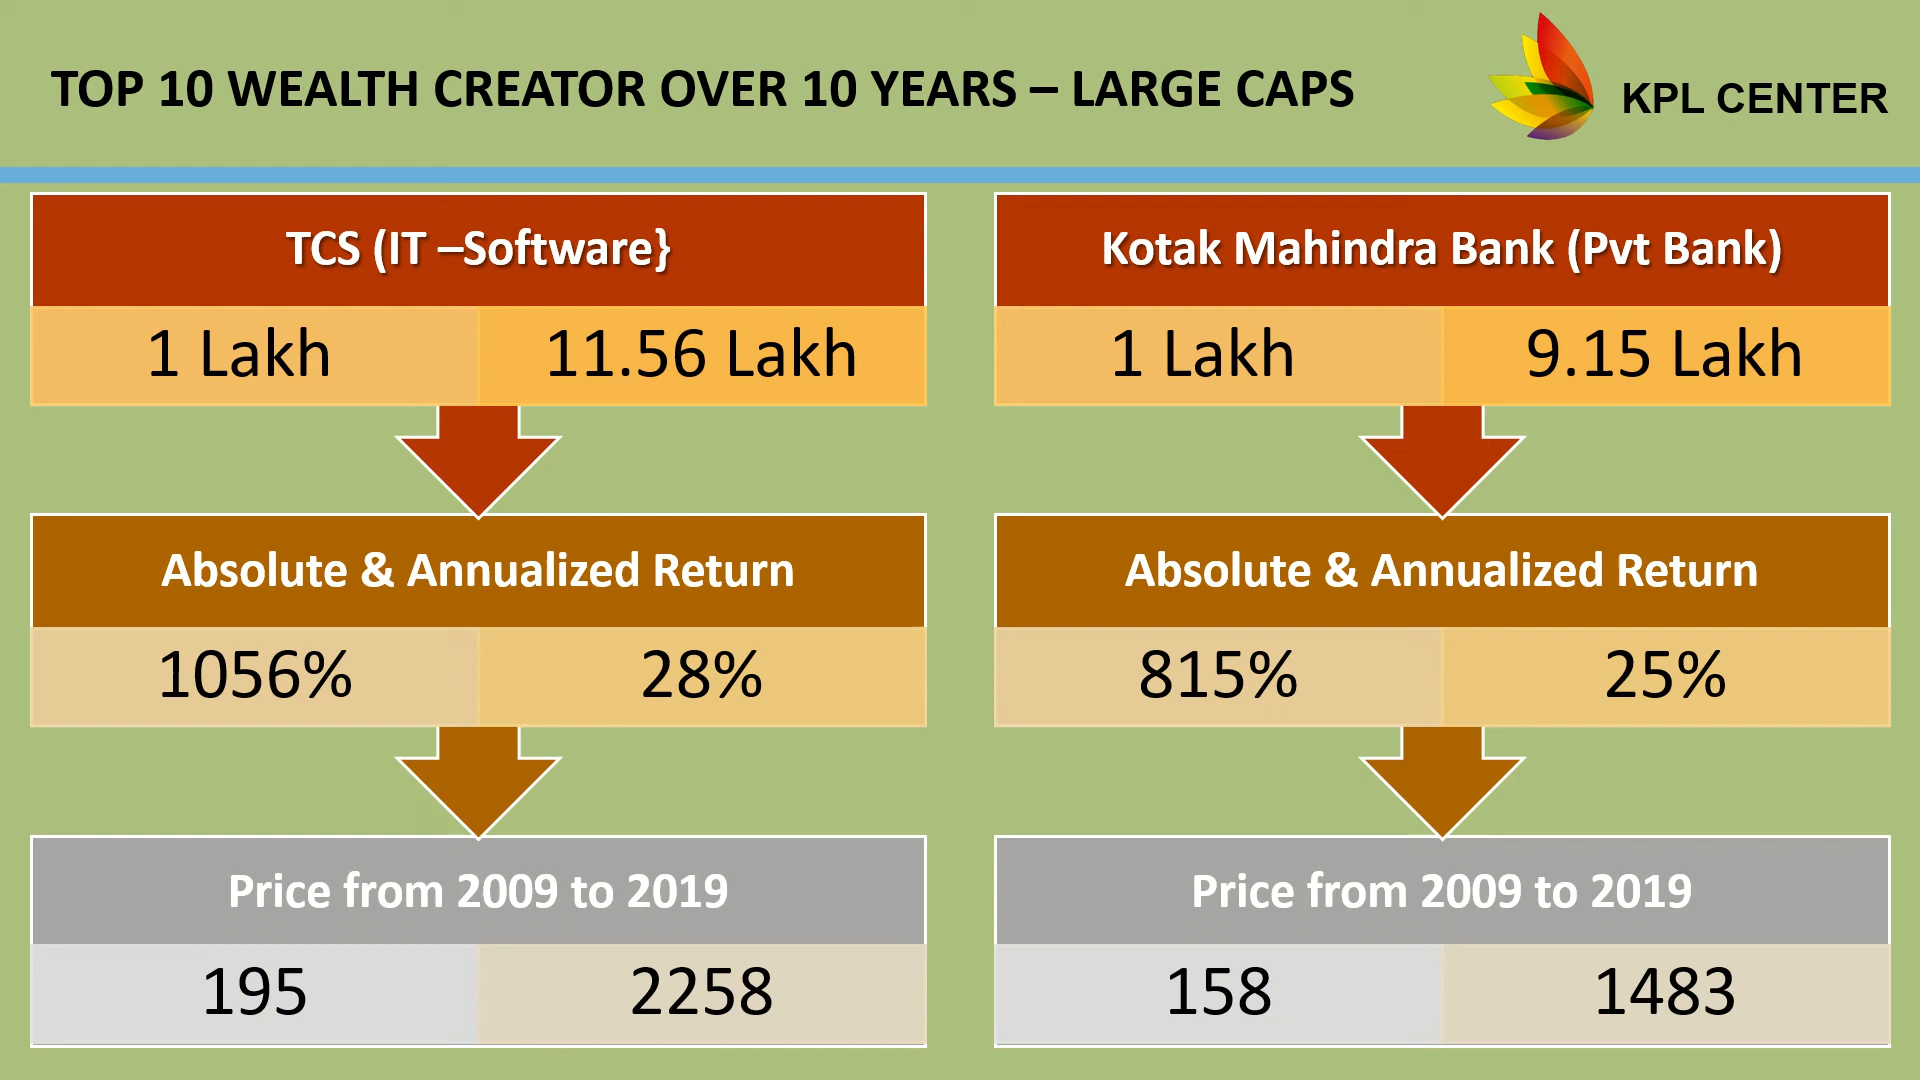 TOP 10 WEALTH CREATOR OVER 10 YEARS – LARGE CAPS
KPL CENTER
TCS (IT –Software}
1 Lakh
11.56 Lakh
Absolute & Annualized Return
1056%
28%
Price from 2009 to 2019
195
2258
Kotak Mahindra Bank (Pvt Bank)
1 Lakh
9.15 Lakh
Absolute & Annualized Return
815%
25%
Price from 2009 to 2019
158
1483